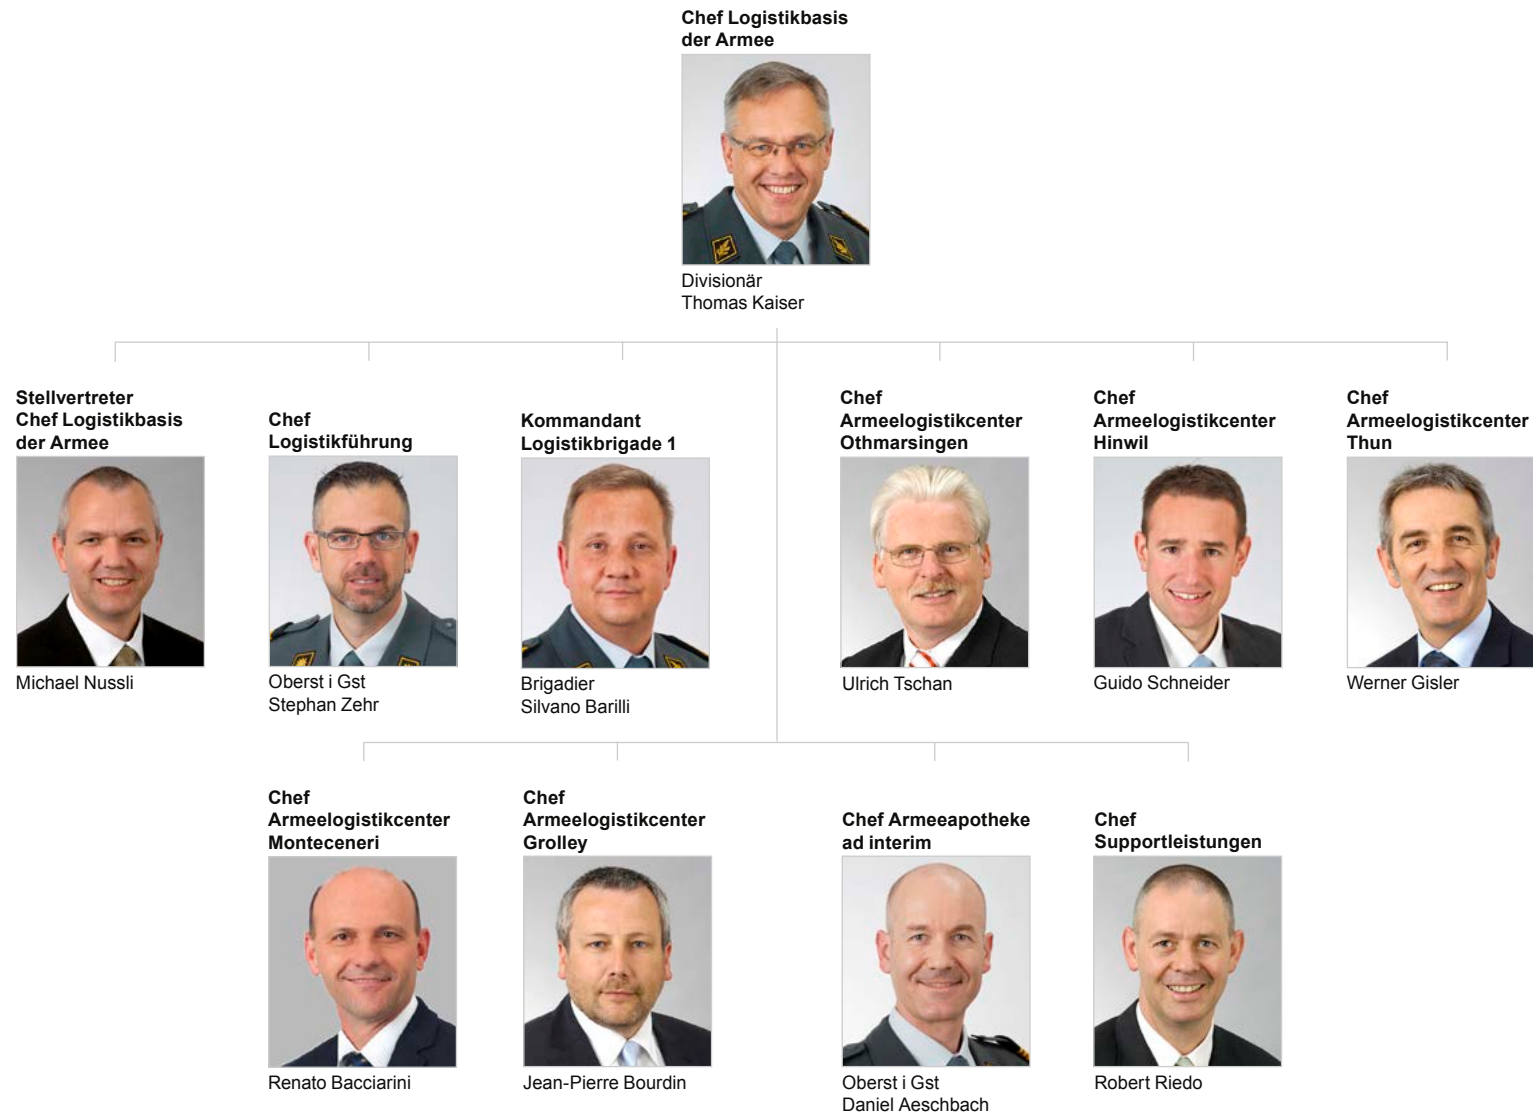 Chef Logistikbasis
der Armee
Divisionär
Thomas Kaiser
Stellvertreter
Chef Logistikbasis
der Armee
Michael Nussli
Chef
Logistikführung
Oberst i Gst
Stephan Zehr
Kommandant
Logistikbrigade 1
Brigadier
Silvano Barilli
Chef
Armeelogistikcenter
Othmarsingen
Ulrich Tschan
Chef
Armeelogistikcenter
Hinwil
Guido Schneider
Chef
Armeelogistikcenter
Thun
Werner Gisler
Chef
Armeelogistikcenter
Monteceneri
Renato Bacciarini
Chef
Armeelogistikcenter
Grolley
Jean-Pierre Bourdin
Chef Armeeapotheke
ad interim
Oberst i Gst
Daniel Aeschbach
Chef
Supportleistungen
Robert Riedo